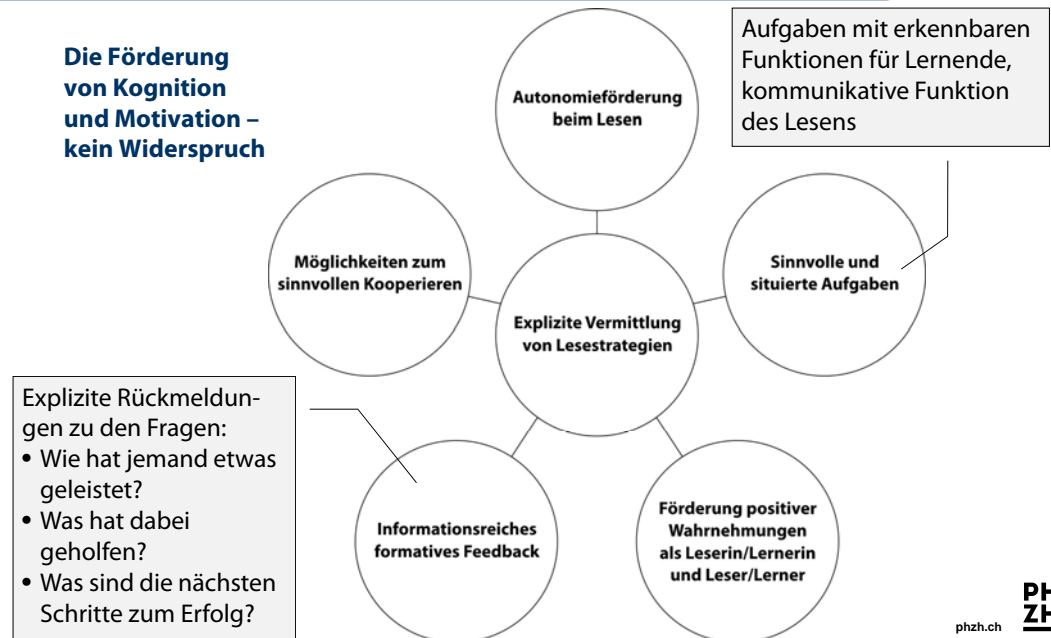 Die Förderung
von Kognition
und Motivation –
kein Widerspruch
Autonomieförderung
beim Lesen
Aufgaben mit erkennbaren
Funktionen für Lernende,
kommunikative Funktion
des Lesens
Möglichkeiten zum
sinnvollen Kooperieren
Sinnvolle und
situierte Aufgaben
Explizite Vermittlung
von Lesestrategien
Explizite Rückmeldun-
gen zu den Fragen:
• Wie hat jemand etwas
geleistet?
• Was hat dabei
geholfen?
• Was sind die nächsten
Schritte zum Erfolg?
Informationsreiches
formatives Feedback
Förderung positiver
Wahrnehmungen
als Leserin/Lernerin
und Leser/Lerner
phzh.ch
PH
ZH